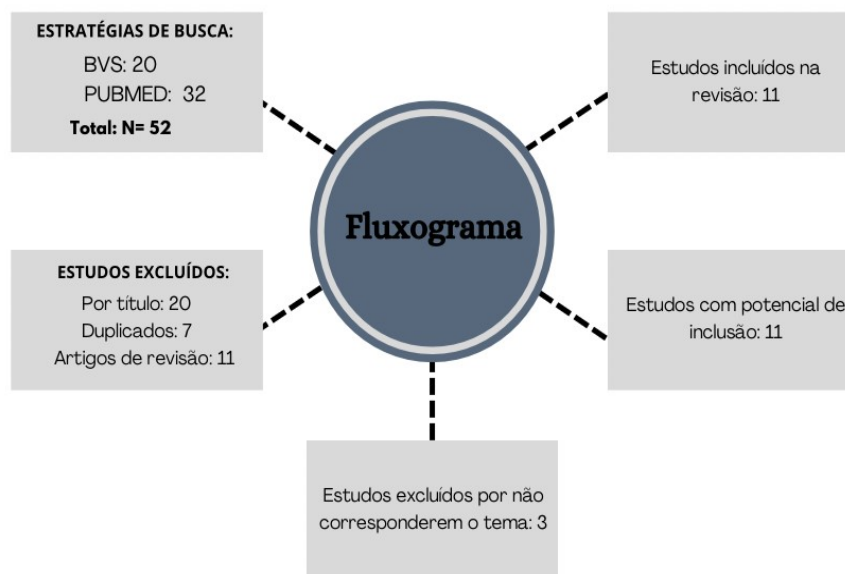 ESTRATÉGIAS DE BUSCA:
BVS: 20
PUBMED: 32
Total: N= 52
Estudos incluídos na
revisão: 11
Fluxograma
ESTUDOS EXCLUÍDOS:
Por título: 20
Duplicados: 7
Artigos de revisão: 11
Estudos com potencial de
inclusão: 11
Estudos excluídos por não
corresponderem o tema: 3